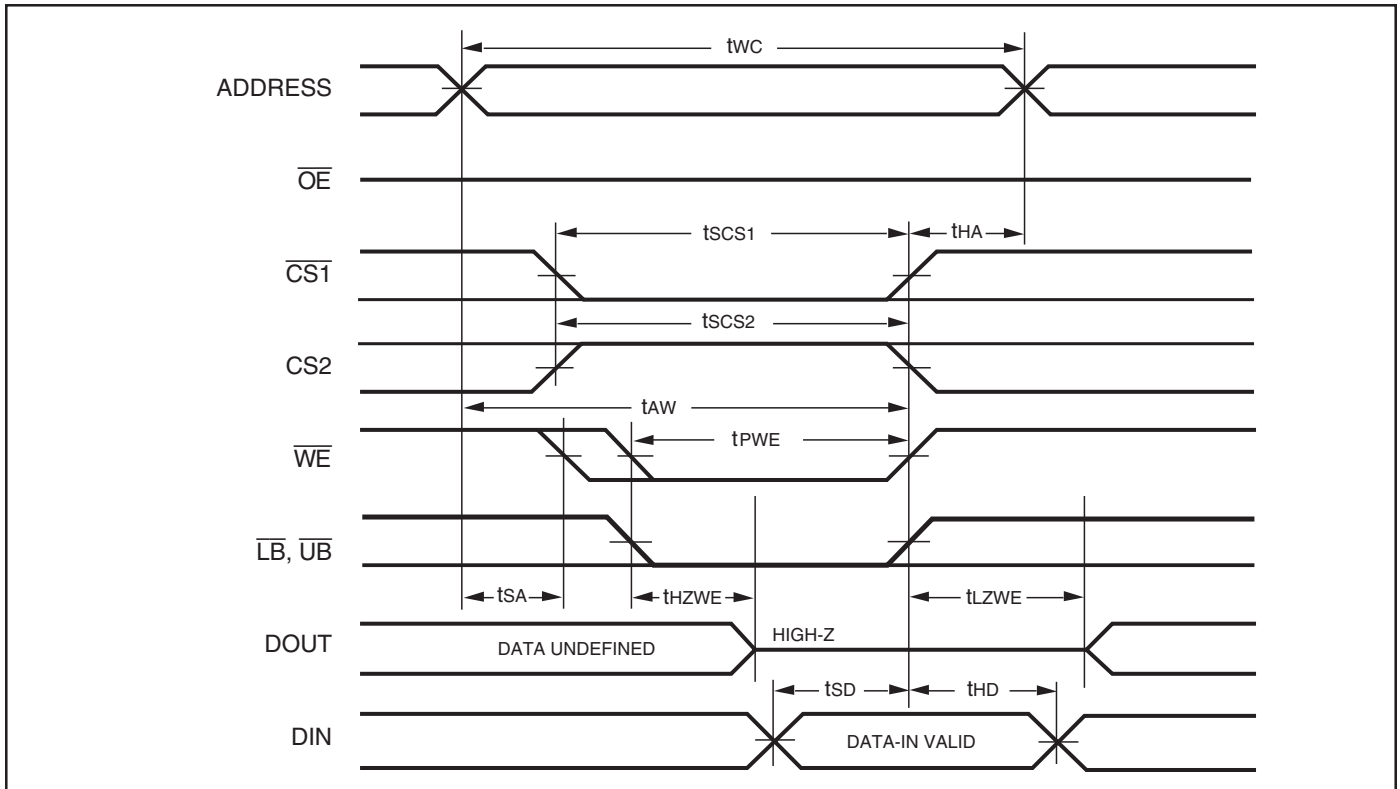 tWC
ADDRESS
OE
tSCS1
tHA
CS1
tSCS2
CS2
tAW
tPWE
WE
LB, UB
tSA
tHZWE
tLZWE
DOUT
DATA UNDEFINED
HIGH-Z
tSD
tHD
DIN
DATA-IN VALID